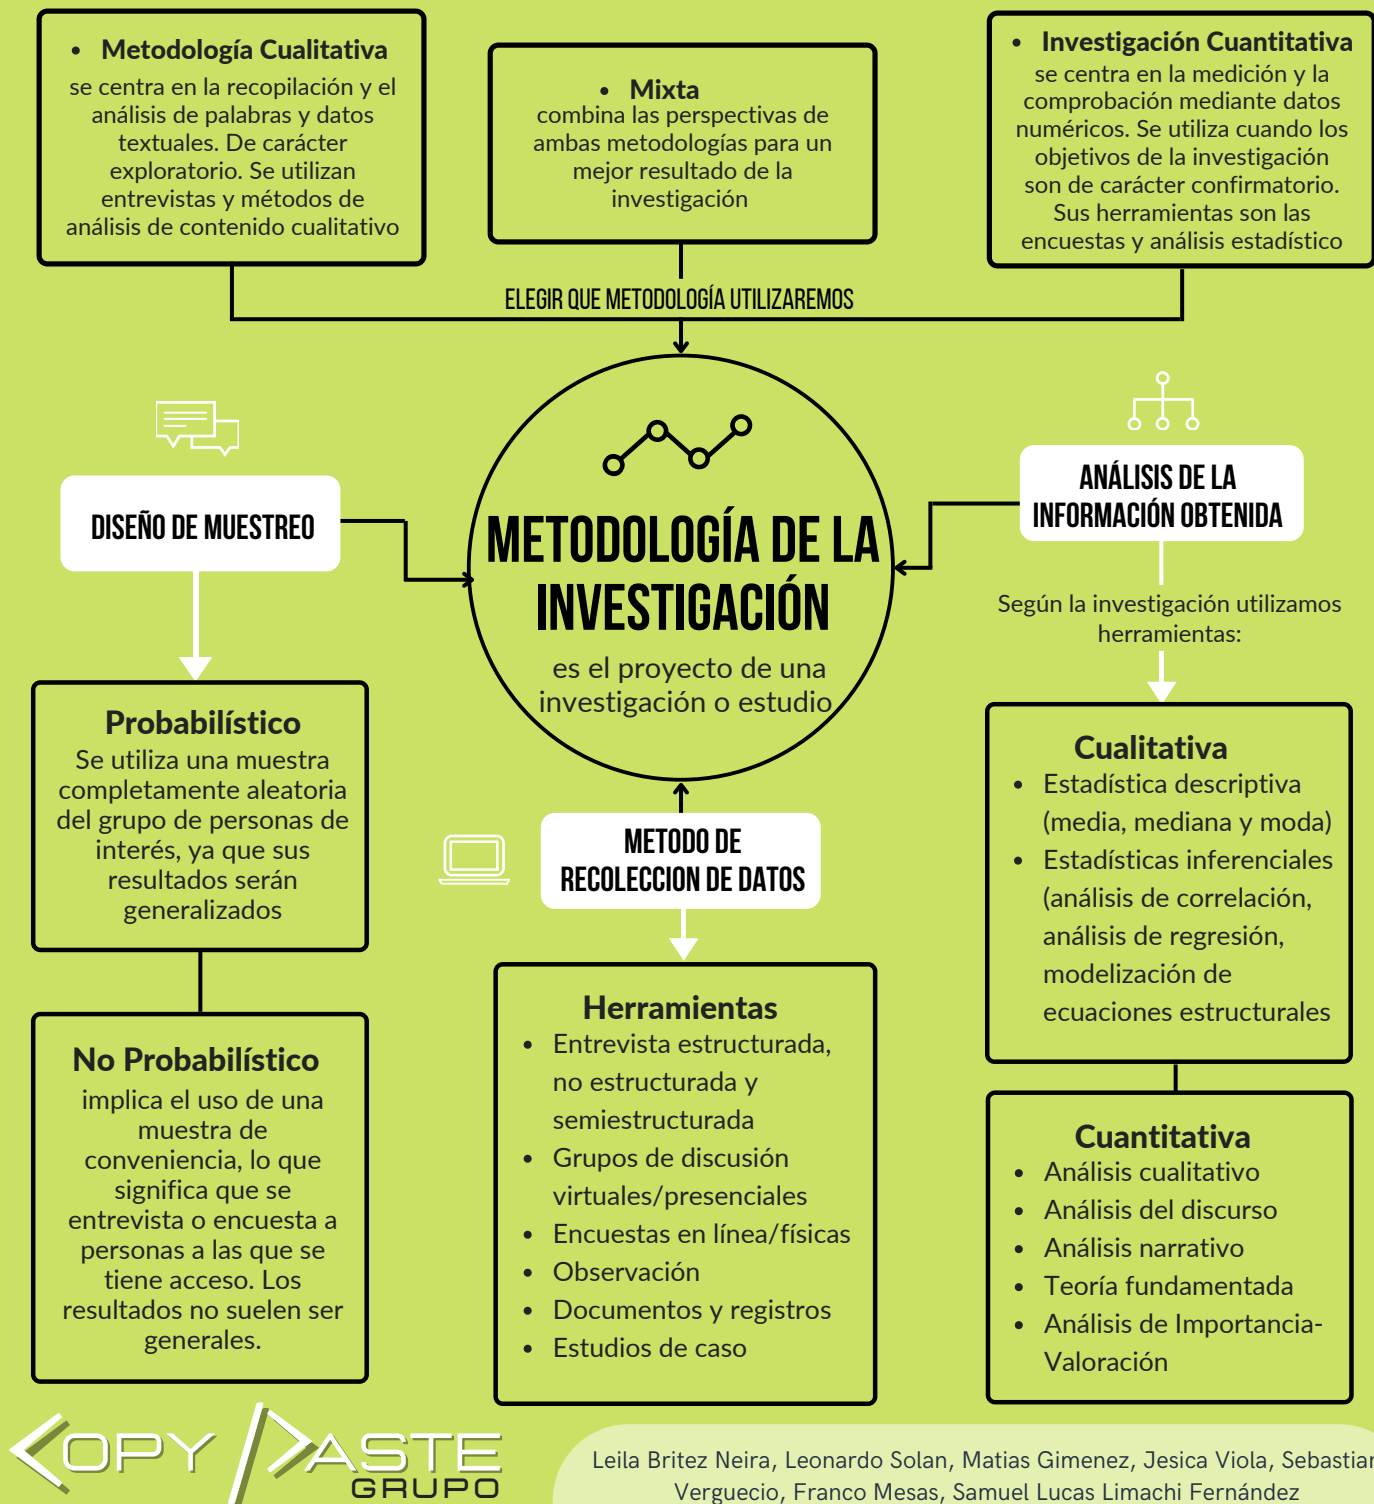 • Metodología Cualitativa
se centra en la recopilación y el
análisis de palabras y datos
textuales. De carácter
exploratorio. Se utilizan
entrevistas y métodos de
análisis de contenido cualitativo
• Mixta
combina las perspectivas de
ambas metodologías para un
mejor resultado de la
investigación
• Investigación Cuantitativa
se centra en la medición y la
comprobación mediante datos
numéricos. Se utiliza cuando los
objetivos de la investigación
son de carácter confirmatorio.
Sus herramientas son las
encuestas y análisis estadístico
ELEGIR QUE METODOLOGÍA UTILIZAREMOS
METODOLOGÍA DE LA
INVESTIGACIÓN
es el proyecto de una
investigación o estudio
DISEÑO DE MUESTREO
Probabilístico
Se utiliza una muestra
completamente aleatoria
del grupo de personas de
interés, ya que sus
resultados serán
generalizados
No Probabilístico
implica el uso de una
muestra de
conveniencia, lo que
significa que se
entrevista o encuesta a
personas a las que se
tiene acceso. Los
resultados no suelen ser
generales.
METODO DE
RECOLECCION DE DATOS
Herramientas
• Entrevista estructurada,
no estructurada y
semiestructurada
• Grupos de discusión
virtuales/presenciales
• Encuestas en línea/físicas
• Observación
• Documentos y registros
• Estudios de caso
ANÁLISIS DE LA
INFORMACIÓN OBTENIDA
Según la investigación utilizamos
herramientas:
Cualitativa
• Estadística descriptiva
(media, mediana y moda)
• Estadísticas inferenciales
(análisis de correlación,
análisis de regresión,
modelización de
ecuaciones estructurales
Cuantitativa
• Análisis cualitativo
• Análisis del discurso
• Análisis narrativo
• Teoría fundamentada
• Análisis de Importancia-
Valoración
COPY PASTE
GRUPO
Leila Britez Neira, Leonardo Solan, Matias Gimenez, Jesica Viola, Sebastian
Verguecio, Franco Mesas, Samuel Lucas Limachi Fernández